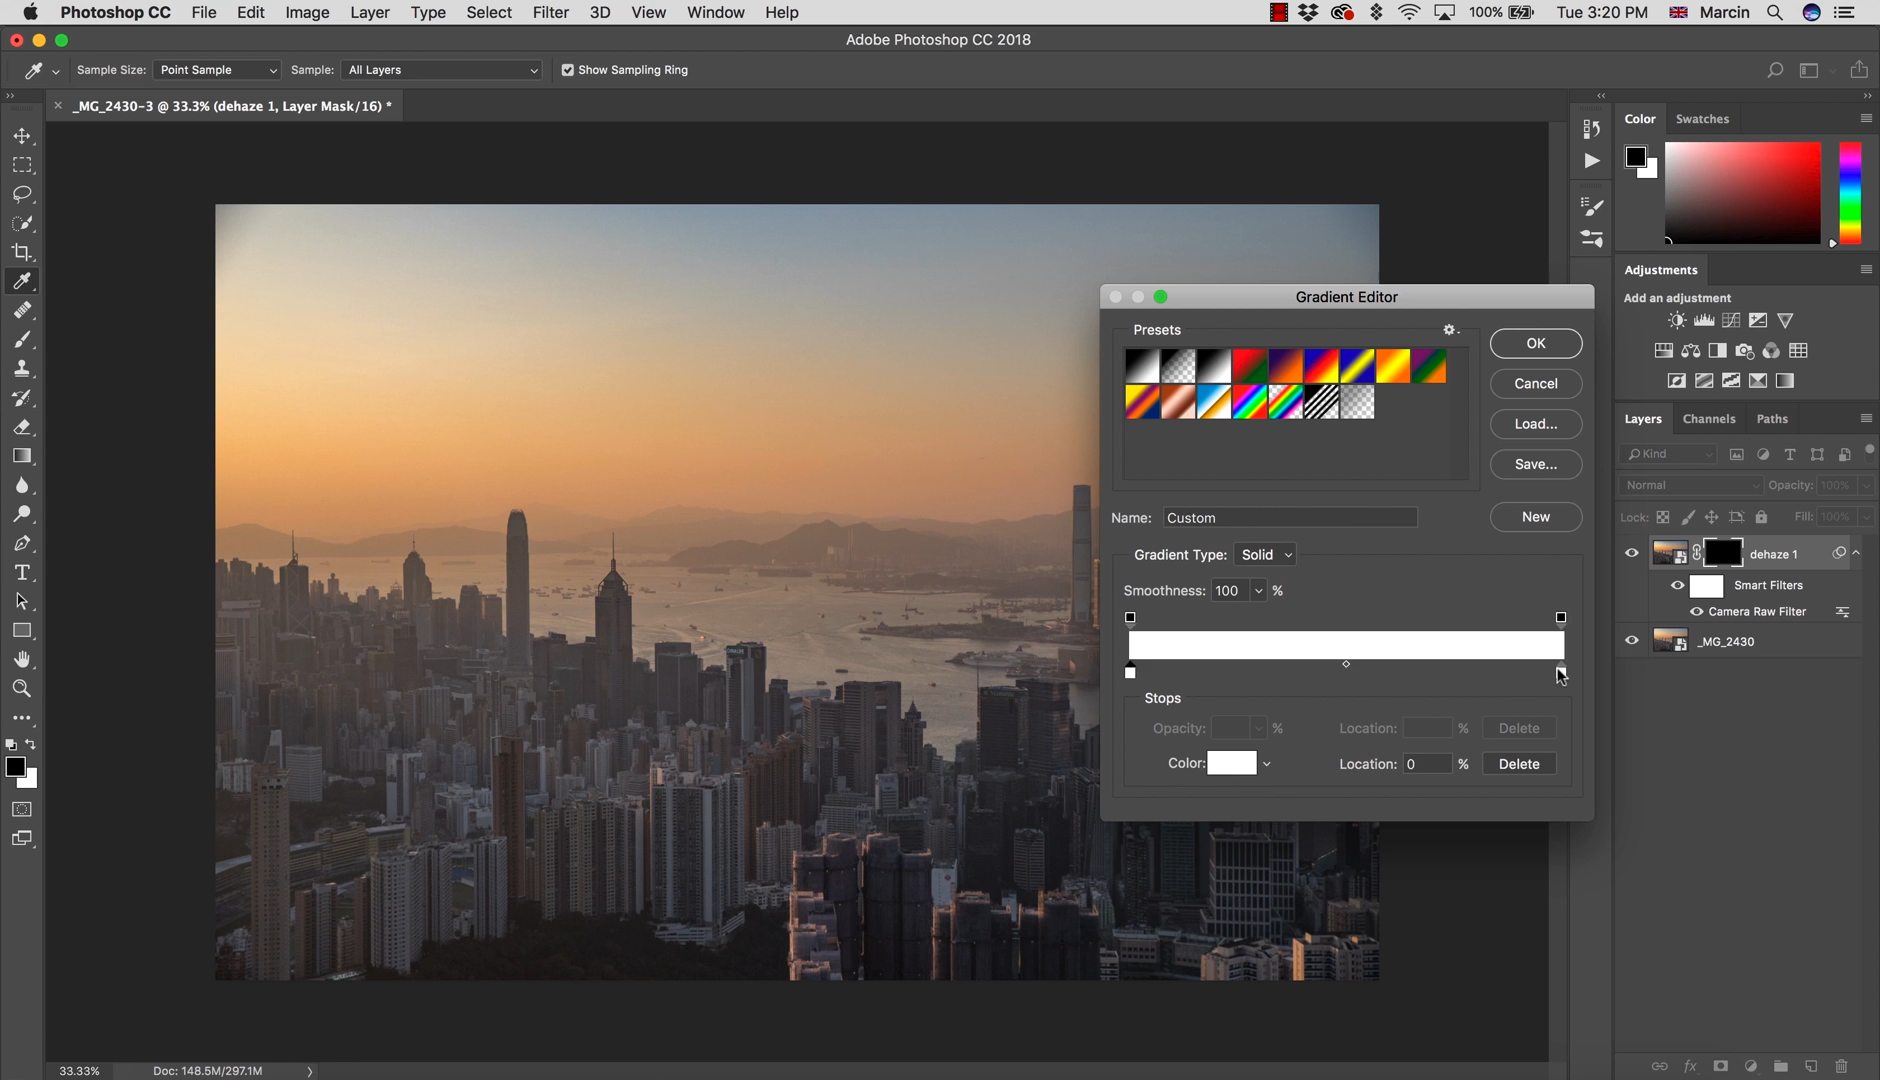 Photoshop CC File Edit Image Layer Type Select Filter 3D View Window Help 100% Tue 3:20 PM Marcin
Adobe Photoshop CC 2018
Sample Size: Point Sample Sample: All Layers Show Sampling Ring
_MG_2430-3 @ 33.3% (dehaze 1, Layer Mask/16) *
Color Swatches
Adjustments
Add an adjustment
Layers Channels Paths
Kind
Normal Opacity: 100%
Lock: Fill: 100%
dehaze 1
Smart Filters
Camera Raw Filter
_MG_2430
Gradient Editor
Presets
OK
Cancel
Load...
Save...
Name: Custom
New
Gradient Type: Solid
Smoothness: 100 %
Stops
Opacity: % Location: % Delete
Color: Location: 0 % Delete
33.33% Doc: 148.5M/297.1M